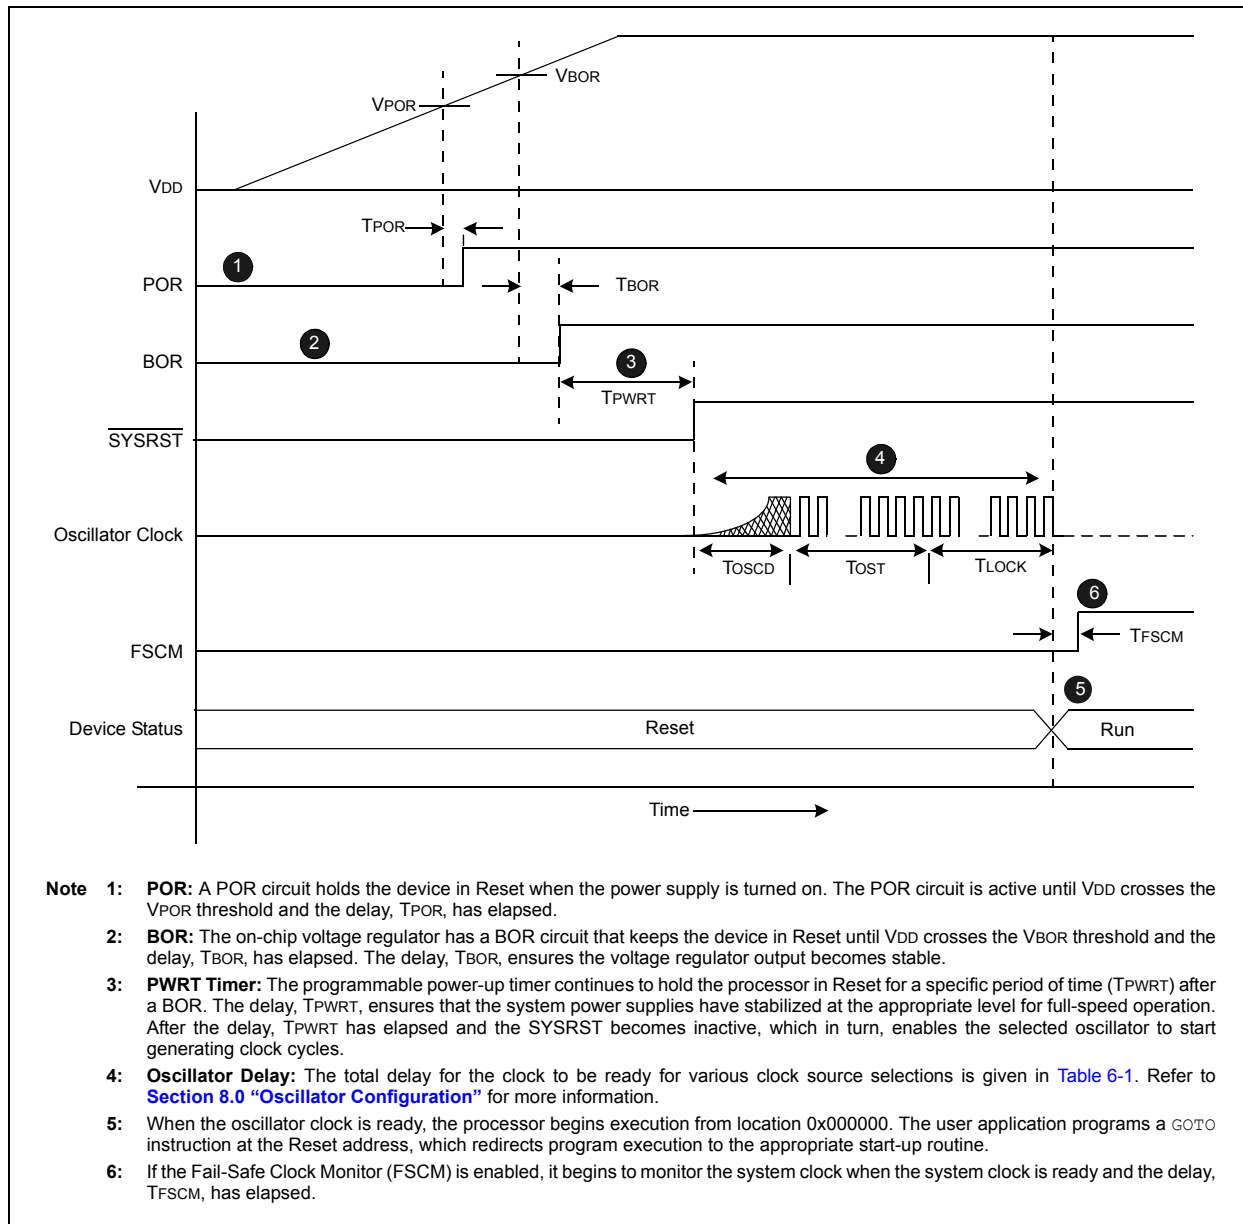 VBOR
VPOR
VDD
TPOR
1
POR
TBOR
2
BOR
3
TPWRT
SYSRST
4
Oscillator Clock
TOSCD
TOST
TLOCK
6
TFSCM
FSCM
5
Device Status
Reset
Run
Time
Note 1: POR: A POR circuit holds the device in Reset when the power supply is turned on. The POR circuit is active until VDD crosses the
VPOR threshold and the delay, TPOR, has elapsed.
2: BOR: The on-chip voltage regulator has a BOR circuit that keeps the device in Reset until VDD crosses the VBOR threshold and the
delay, TBOR, has elapsed. The delay, TBOR, ensures the voltage regulator output becomes stable.
3: PWRT Timer: The programmable power-up timer continues to hold the processor in Reset for a specific period of time (TPWRT) after
a BOR. The delay, TPWRT, ensures that the system power supplies have stabilized at the appropriate level for full-speed operation.
After the delay, TPWRT has elapsed and the SYSRST becomes inactive, which in turn, enables the selected oscillator to start
generating clock cycles.
4: Oscillator Delay: The total delay for the clock to be ready for various clock source selections is given in Table 6-1. Refer to
Section 8.0 “Oscillator Configuration” for more information.
5: When the oscillator clock is ready, the processor begins execution from location 0x000000. The user application programs a GOTO
instruction at the Reset address, which redirects program execution to the appropriate start-up routine.
6: If the Fail-Safe Clock Monitor (FSCM) is enabled, it begins to monitor the system clock when the system clock is ready and the delay,
TFSCM, has elapsed.